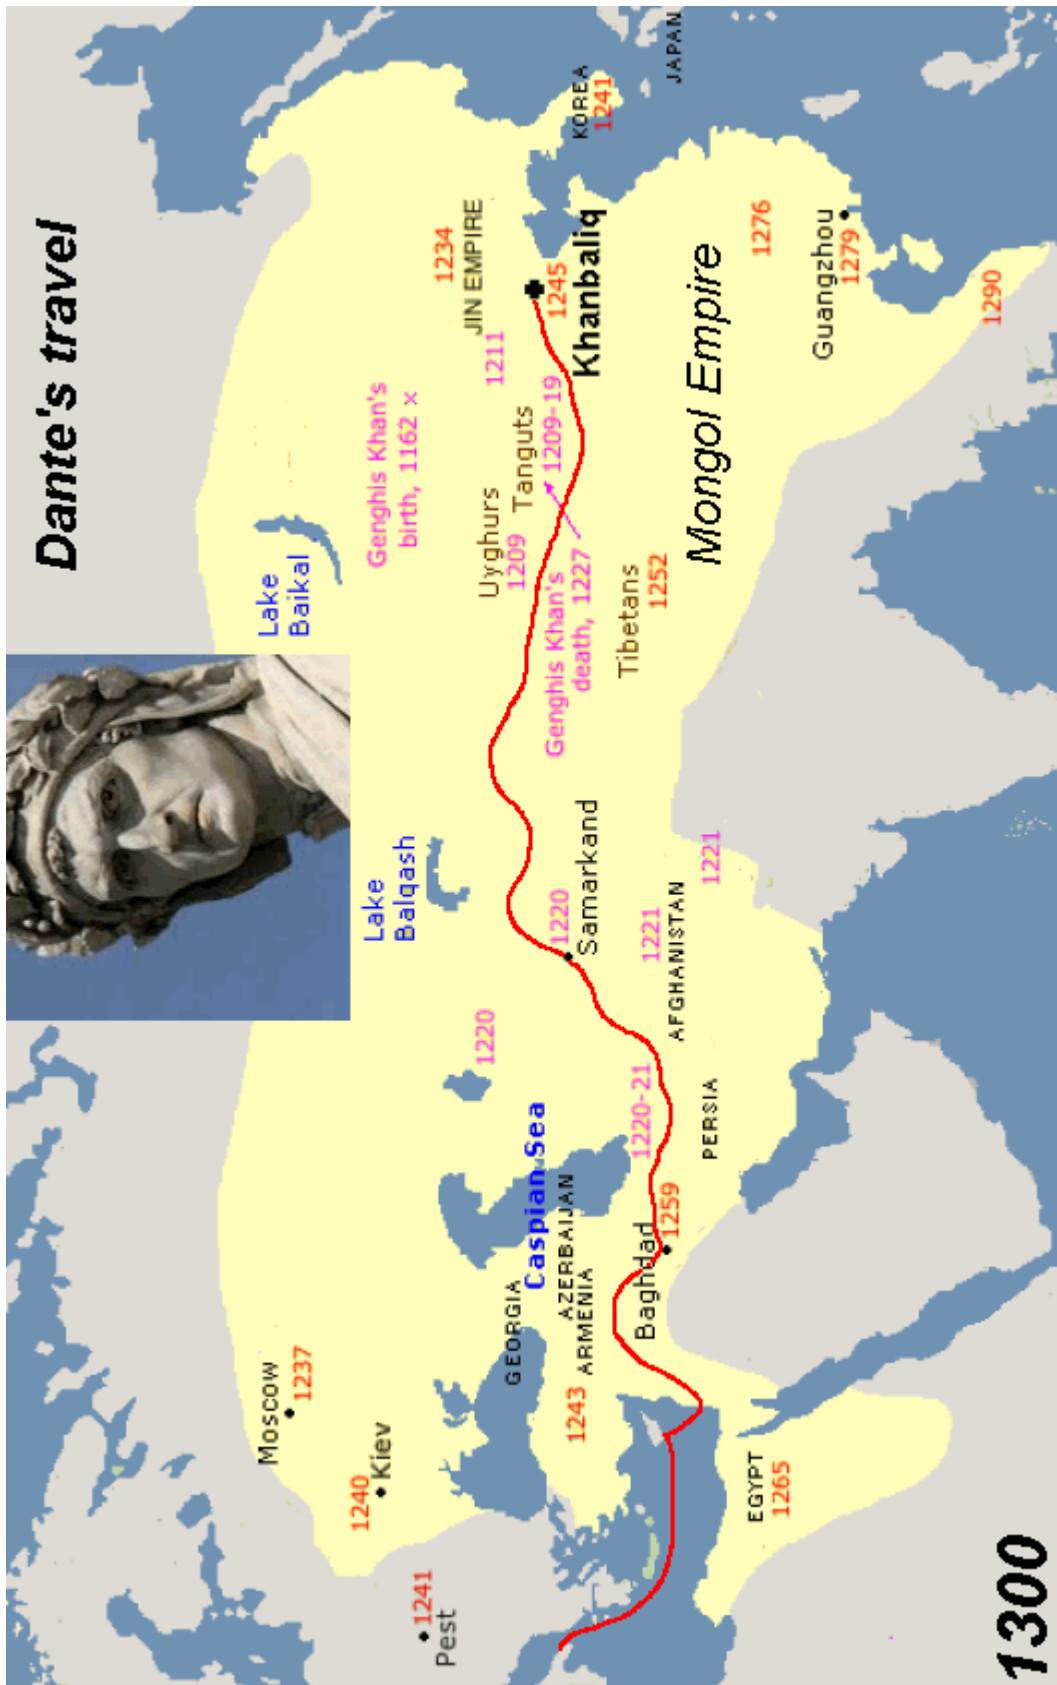 Dante's travel
Lake
Baikal
Genghis Khan's
birth, 1162 ×
1234
JIN EMPIRE
1211
KOREA
1241
JAPAN
Lake
Balqash
Uyghurs
1209
Tanguts
1209-19
1245
Khanbaliq
Genghis Khan's
death, 1227
Tibetans
1252
Mongol Empire
1276
Guangzhou
1279
1290
Moscow
1237
1240
Kiev
1241
Pest
1220
Caspian Sea
GEORGIA
AZERBAIJAN
ARMENIA
1243
1220
Samarkand
1221
AFGHANISTAN
1221
1220-21
PERSIA
Baghdad
1259
EGYPT
1265
1300